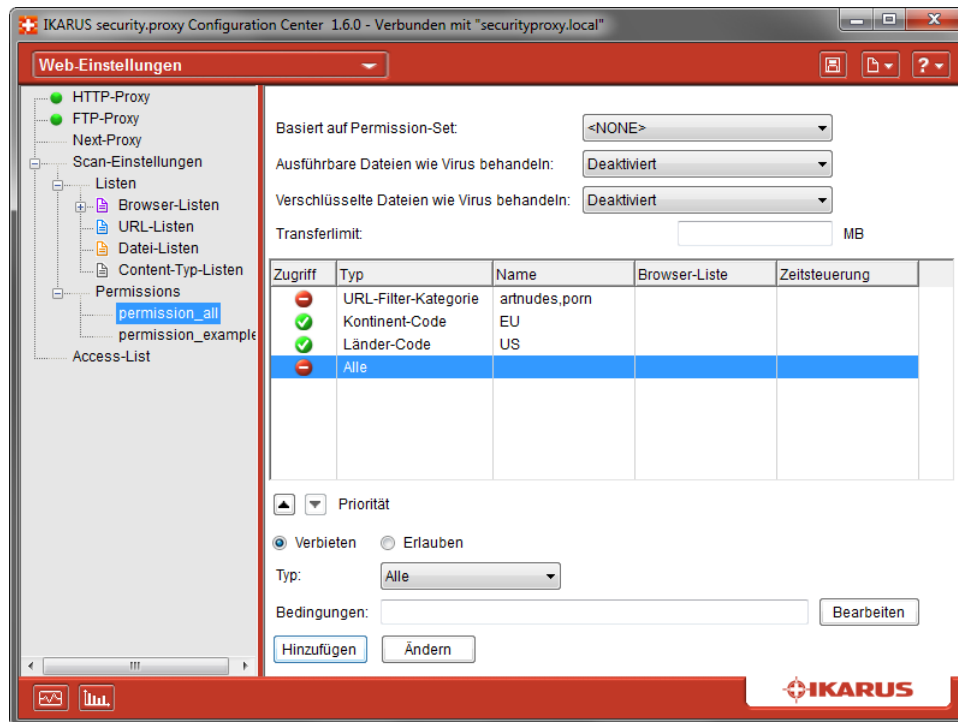 IKARUS security.proxy Configuration Center 1.6.0 - Verbunden mit "securityproxy.local"
Web-Einstellungen
HTTP-Proxy
FTP-Proxy
Next-Proxy
Scan-Einstellungen
Listen
Browser-Listen
URL-Listen
Datei-Listen
Content-Typ-Listen
Permissions
permission_all
permission_example
Access-List
Basiert auf Permission-Set: <NONE>
Ausführbare Dateien wie Virus behandeln: Deaktiviert
Verschlüsselte Dateien wie Virus behandeln: Deaktiviert
Transferlimit: MB
Zugriff Typ Name Browser-Liste Zeitsteuerung
URL-Filter-Kategorie artnudes,porn
Kontinent-Code EU
Länder-Code US
Alle
Priorität
Verbieten Erlauben
Typ: Alle
Bedingungen: Bearbeiten
Hinzufügen Ändern
IKARUS